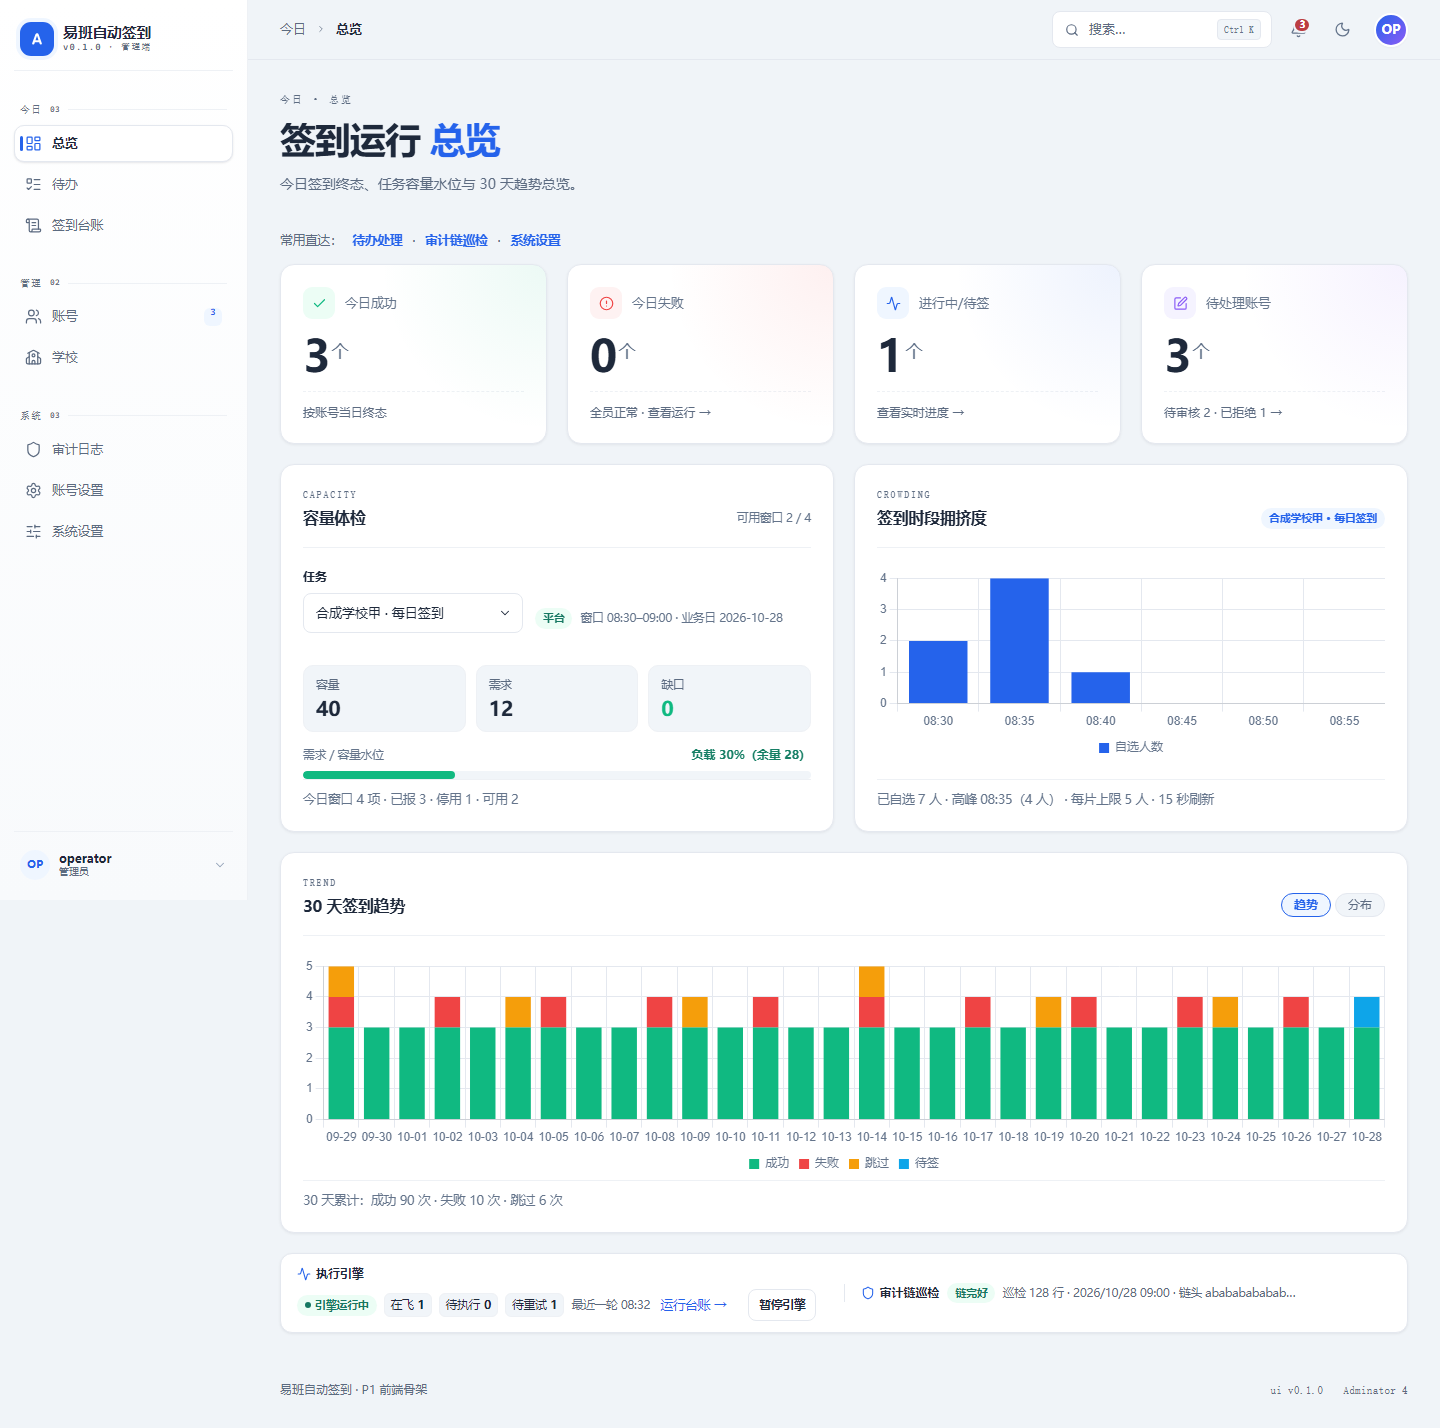 A
易班自动签到
v0.1.0 · 管理端
今日 03
总览
待办
签到台账
管理 02
账号 3
学校
系统 03
审计日志
账号设置
系统设置
OP
operator
管理员
今日 › 总览
搜索... Ctrl K
3
OP
今日 · 总览
签到运行 总览
今日签到终态、任务容量水位与 30 天趋势总览。
常用直达： 待办处理 · 审计链巡检 · 系统设置
今日成功
3个
按账号当日终态
今日失败
0个
全员正常 · 查看运行 →
进行中/待签
1个
查看实时进度 →
待处理账号
3个
待审核 2 · 已拒绝 1 →
CAPACITY
容量体检
可用窗口 2 / 4
任务
合成学校甲 · 每日签到
平台 窗口 08:30–09:00 · 业务日 2026-10-28
容量
40
需求
12
缺口
0
需求 / 容量水位
负载 30%（余量 28）
今日窗口 4 项 · 已报 3 · 停用 1 · 可用 2
CROWDING
签到时段拥挤度
合成学校甲 • 每日签到
4
3
2
1
0
08:30 08:35 08:40 08:45 08:50 08:55
自选人数
已自选 7 人 · 高峰 08:35（4 人） · 每片上限 5 人 · 15 秒刷新
TREND
30 天签到趋势
趋势 分布
5
4
3
2
1
0
09-29 09-30 10-01 10-02 10-03 10-04 10-05 10-06 10-07 10-08 10-09 10-10 10-11 10-12 10-13 10-14 10-15 10-16 10-17 10-18 10-19 10-20 10-21 10-22 10-23 10-24 10-25 10-26 10-27 10-28
成功 失败 跳过 待签
30 天累计：成功 90 次 · 失败 10 次 · 跳过 6 次
执行引擎
引擎运行中 在飞 1 待执行 0 待重试 1 最近一轮 08:32 运行台账 → 暂停引擎
审计链巡检 链完好 巡检 128 行 · 2026/10/28 09:00 · 链头 abababababab…
易班自动签到 · P1 前端骨架
ui v0.1.0 Adminator 4